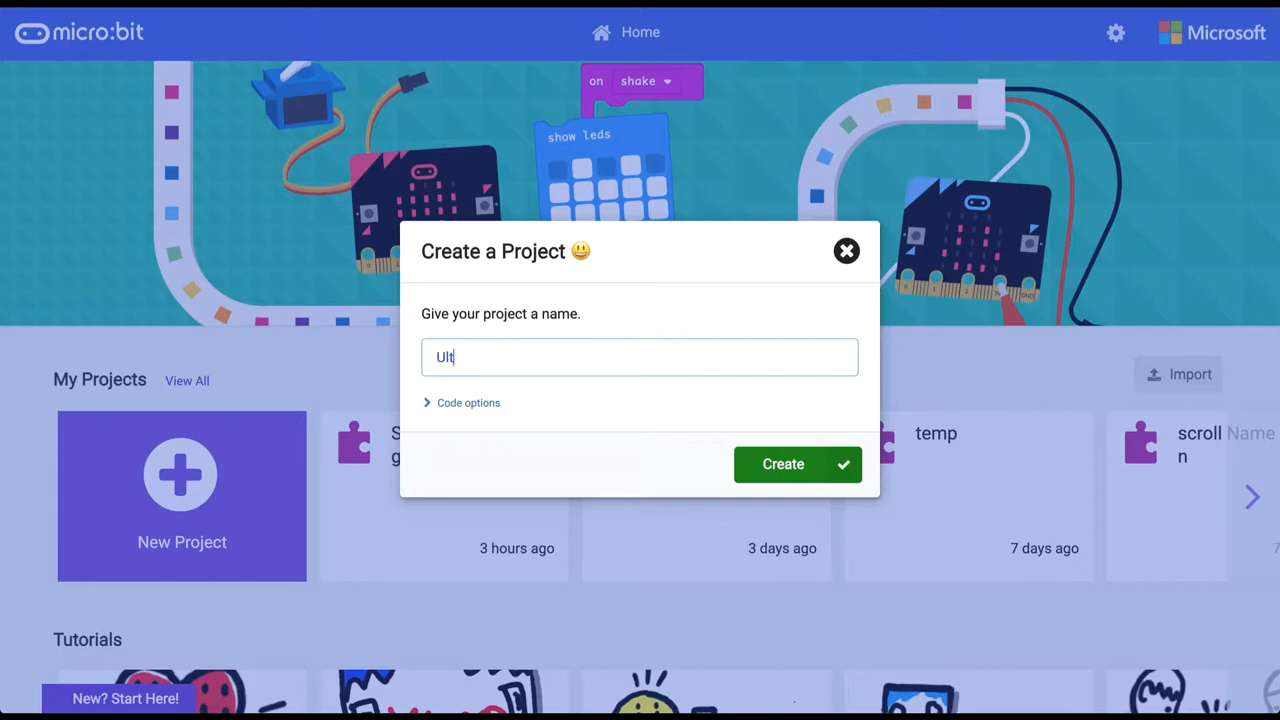 micro:bit
Home
Microsoft
on shake
show leds
GND
Create a Project 😃
Give your project a name.
Ult
Code options
Create
My Projects View All
Import
New Project
S
g
3 hours ago
3 days ago
temp
7 days ago
scroll Name
n
7
Tutorials
New? Start Here!